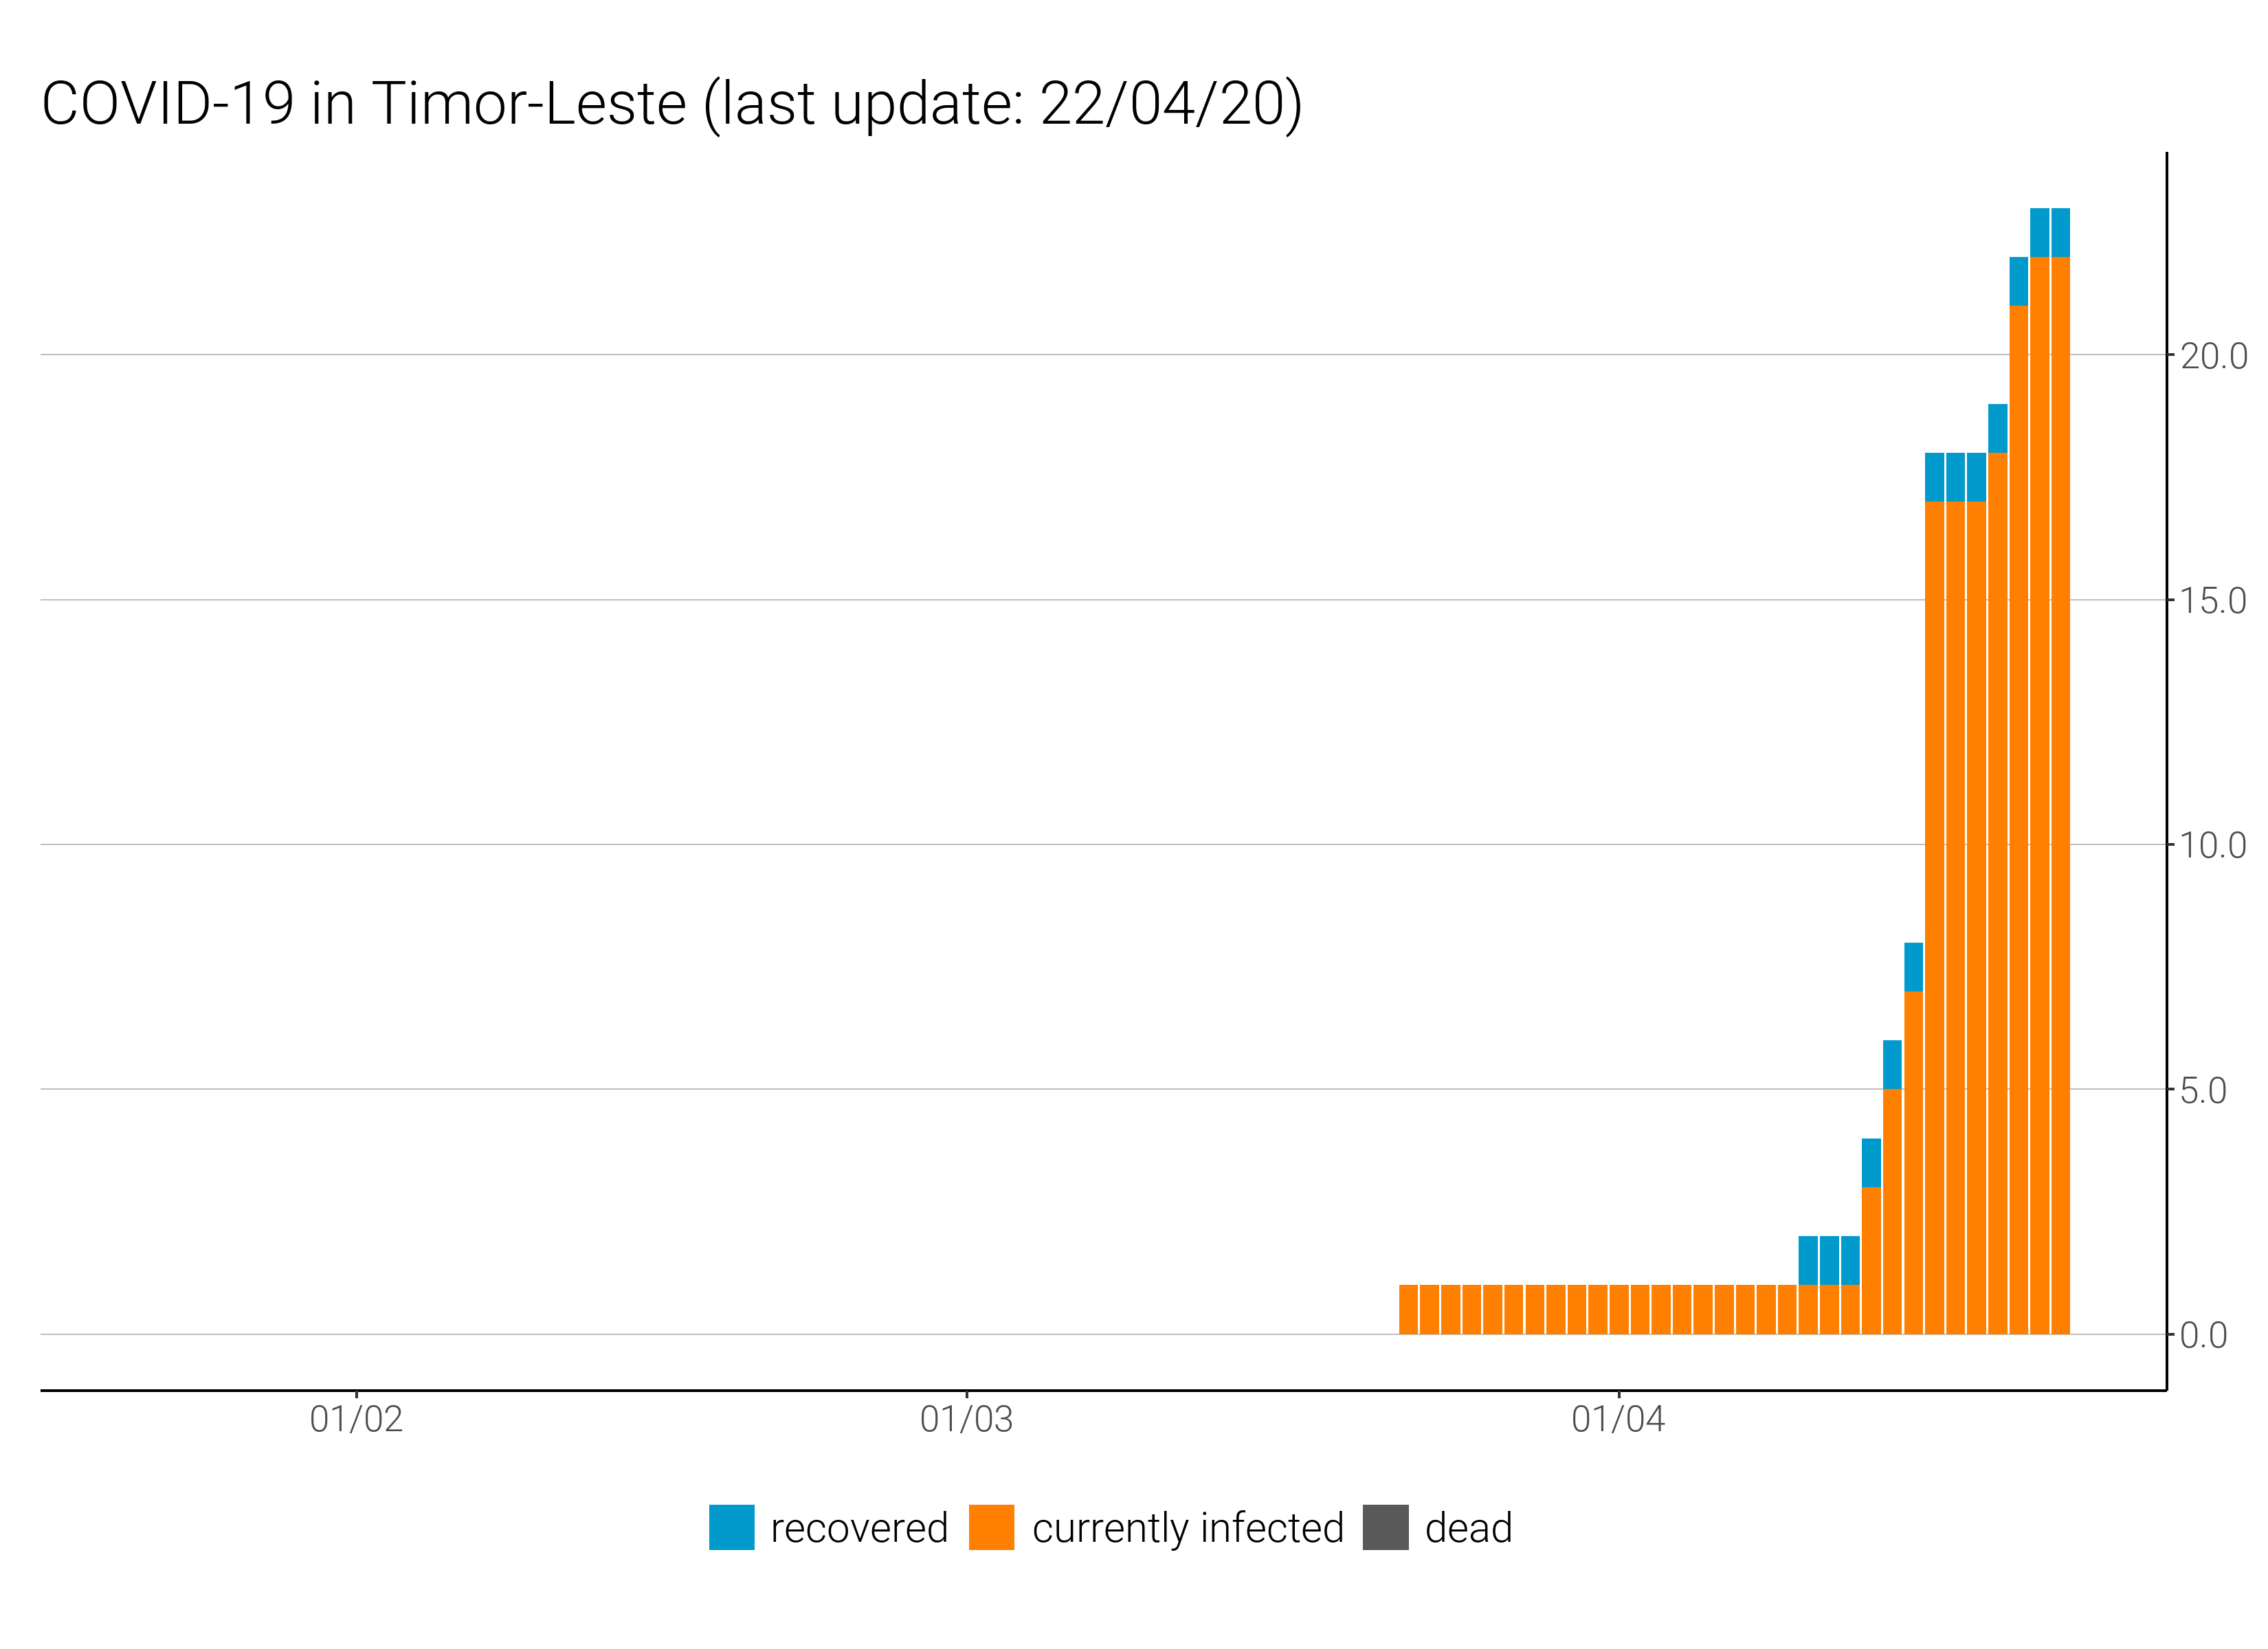 COVID-19 in Timor-Leste (last update: 22/04/20)
20.0
15.0
10.0
5.0
0.0
01/02 01/03 01/04
recovered currently infected dead